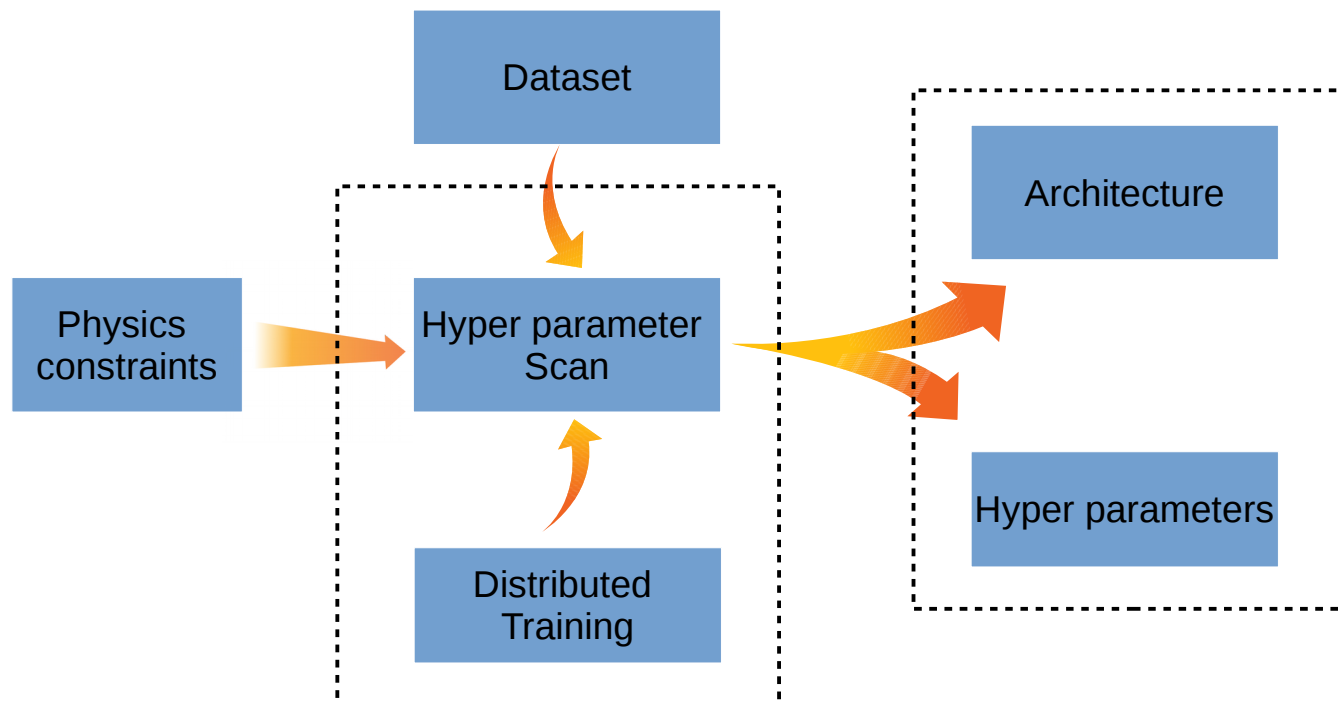 Dataset
Architecture
Physics
constraints
Hyper parameter
Scan
Hyper parameters
Distributed
Training